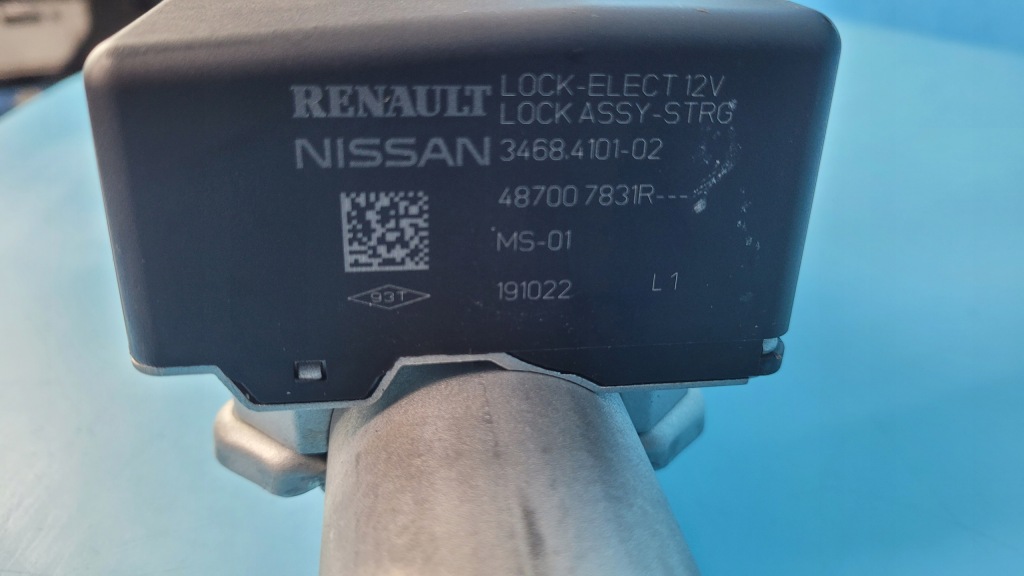 RENAULT LOCK-ELECT 12V
LOCK ASSY-STRG
NISSAN 3468.4101-02
48700 7831R---
MS-01
93T
191022 L1